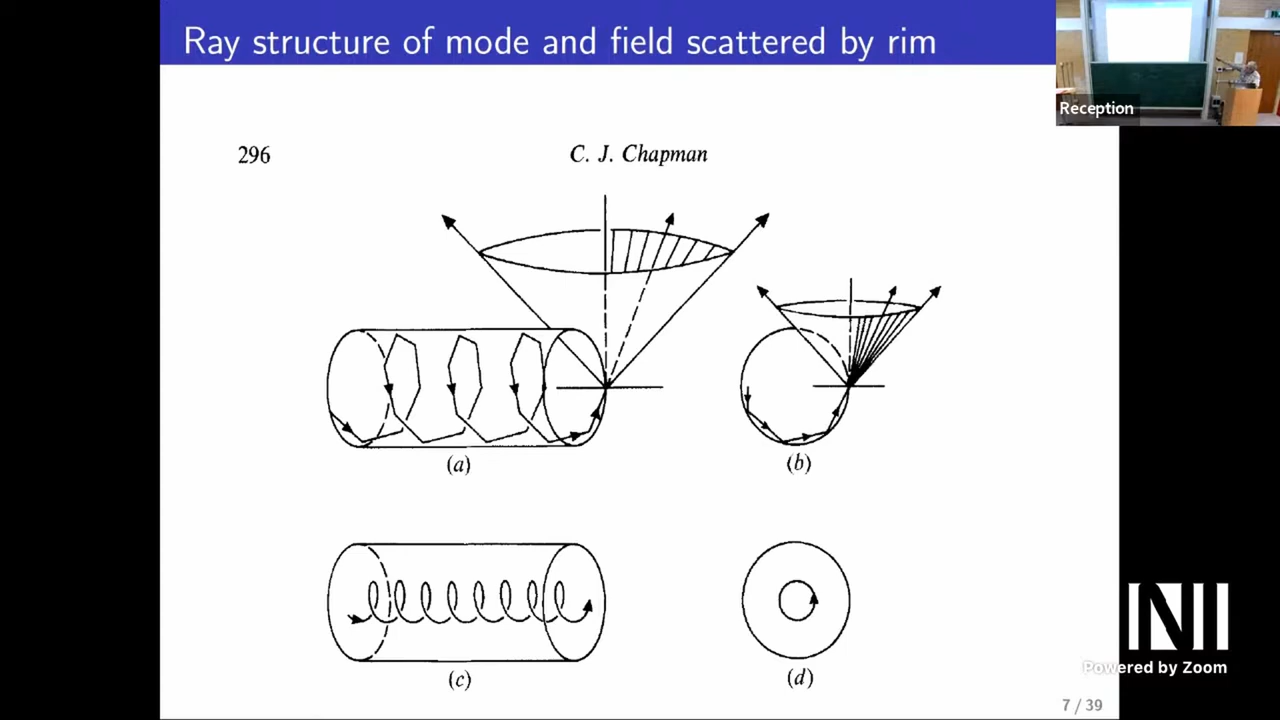 Ray structure of mode and field scattered by rim
Reception
296
C. J. Chapman
(a)
(b)
(c)
(d)
Powered by Zoom
7 / 39